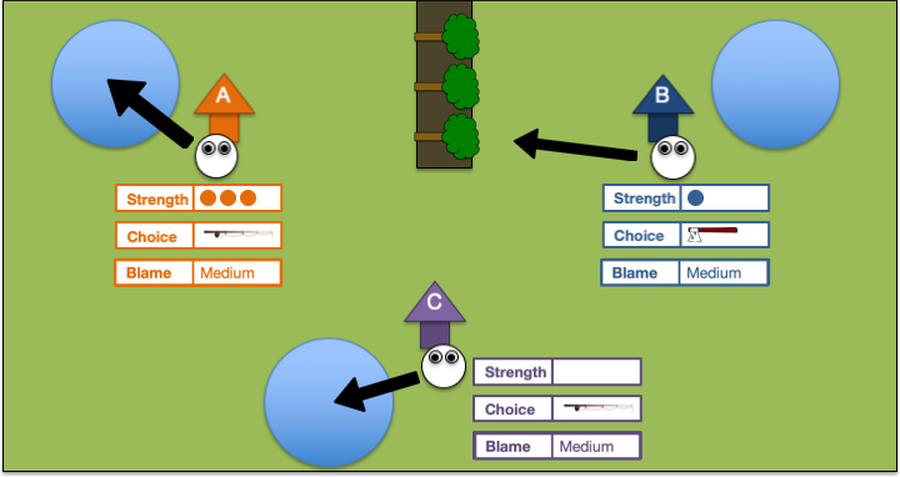 A
B
Strength
Choice
Blame Medium
Strength
Choice
Blame Medium
C
Strength
Choice
Blame Medium